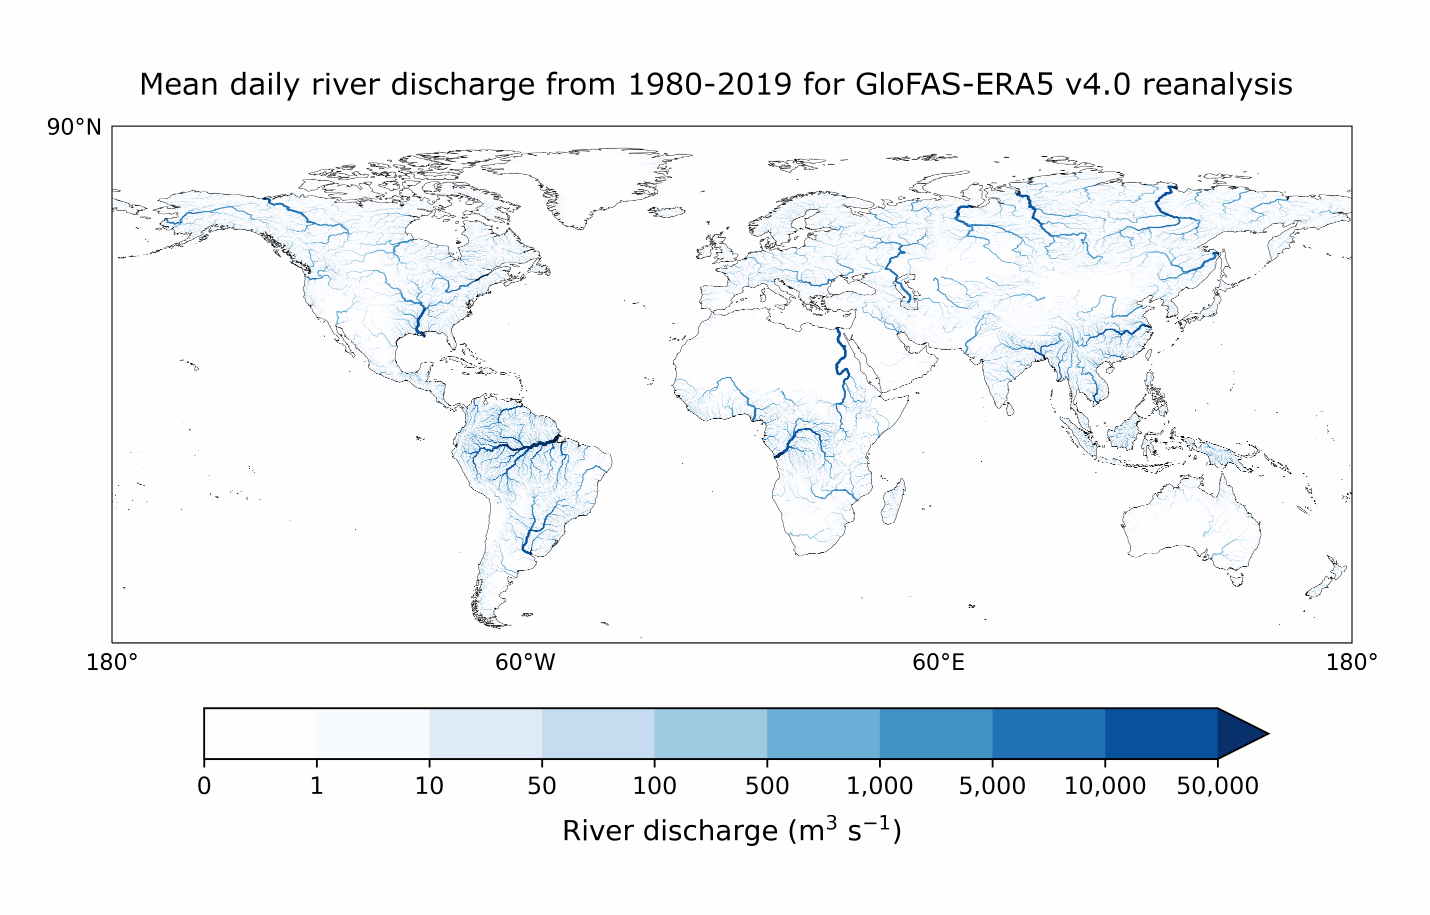 Mean daily river discharge from 1980-2019 for GloFAS-ERA5 v4.0 reanalysis
90°N
180° 60°W 60°E 180°
0 1 10 50 100 500 1,000 5,000 10,000 50,000
River discharge (m³ s⁻¹)